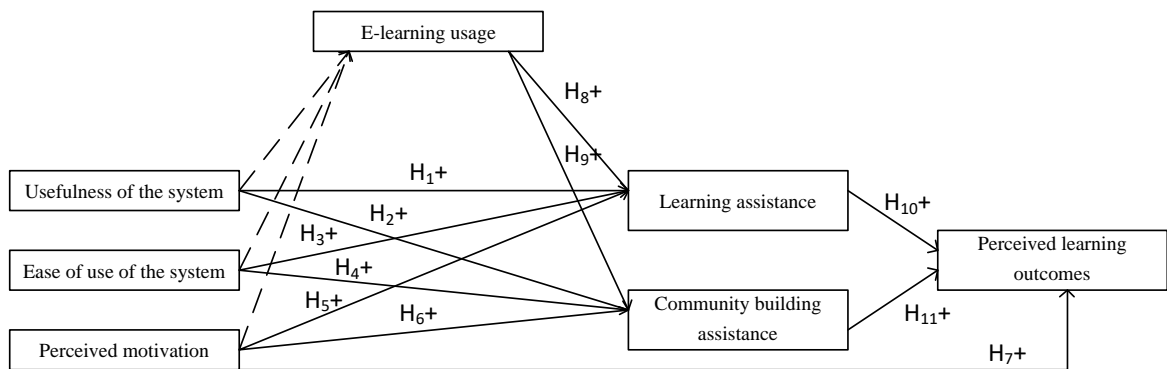 E-learning usage
H8+
H9+
Usefulness of the system
H1+
Learning assistance
H2+
H10+
H3+
Perceived learning
outcomes
Ease of use of the system
H4+
H5+
Community building
assistance
H6+
H11+
Perceived motivation
H7+